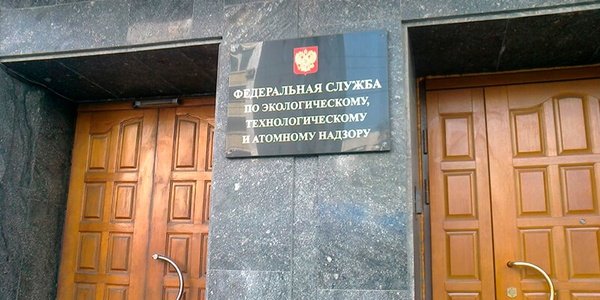 ФЕДЕРАЛЬНАЯ СЛУЖБА
ПО ЭКОЛОГИЧЕСКОМУ,
ТЕХНОЛОГИЧЕСКОМУ
И АТОМНОМУ НАДЗОРУ